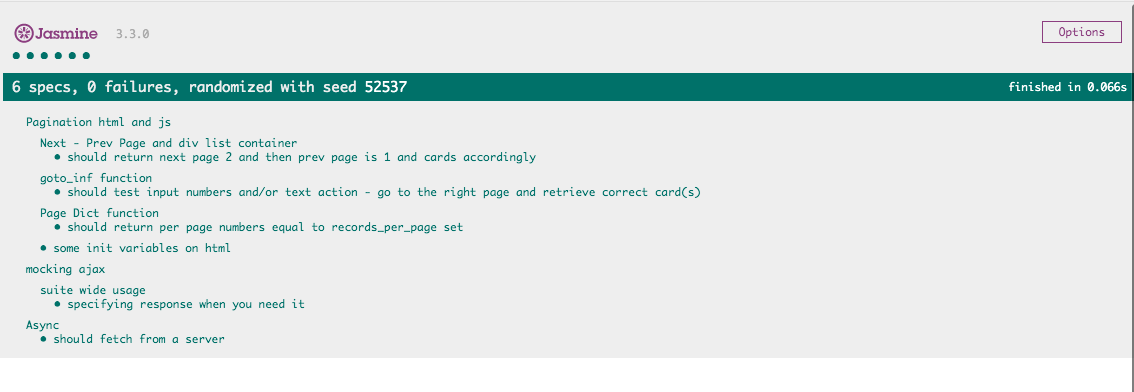 Jasmine 3.3.0 Options
6 specs, 0 failures, randomized with seed 52537 finished in 0.066s
Pagination html and js
Next - Prev Page and div list container
• should return next page 2 and then prev page is 1 and cards accordingly
goto_inf function
• should test input numbers and/or text action - go to the right page and retrieve correct card(s)
Page Dict function
• should return per page numbers equal to records_per_page set
• some init variables on html
mocking ajax
suite wide usage
• specifying response when you need it
Async
• should fetch from a server